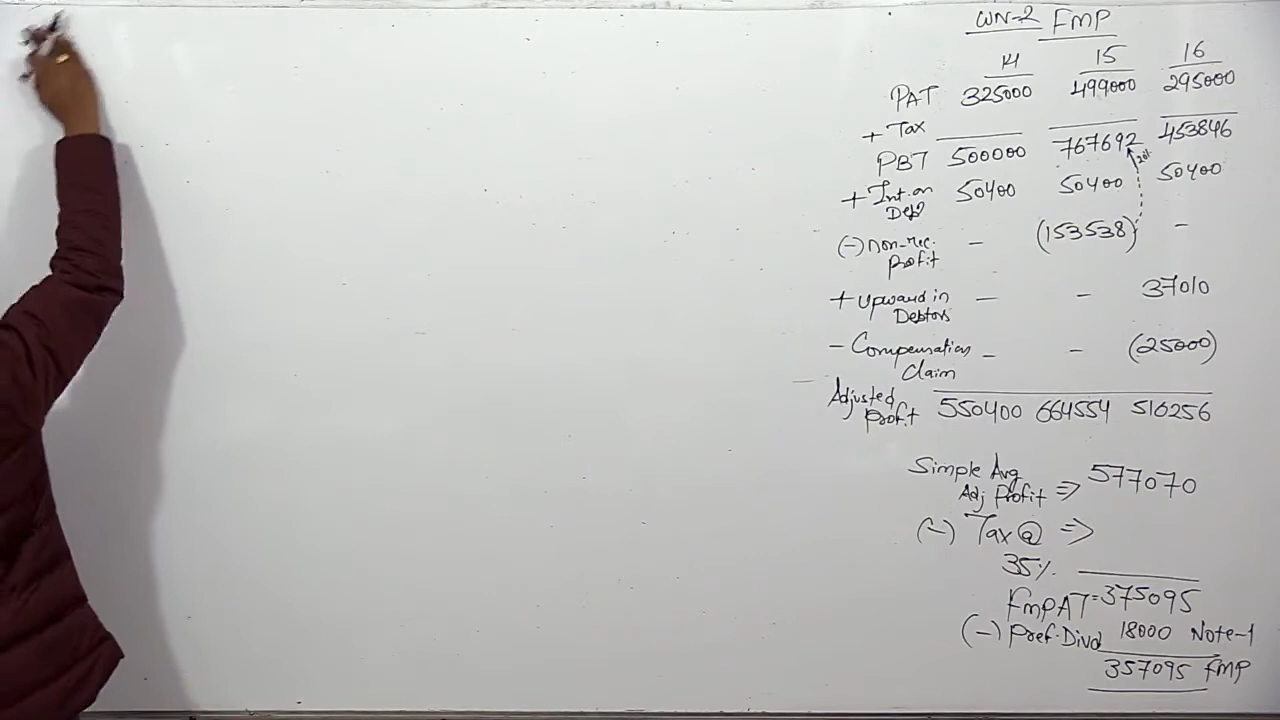 WN-2 FMP
14 15 16
PAT 325000 499000 295000
+ Tax
PBT 500000 767692 453846
20%
+ Int. on Deb? 50400 50400 50400
(-) Non-rec. Profit - (153538) -
+ Upward in Debtors - - 37010
- Compensation Claim - - (25000)
Adjusted Profit 550400 664554 516256
Simple Avg
Adj Profit ⇒ 577070
(-) Tax @ ⇒
35%
FMPAT = 375095
(-) Pref. Divd 18000 Note-1
357095 FMP